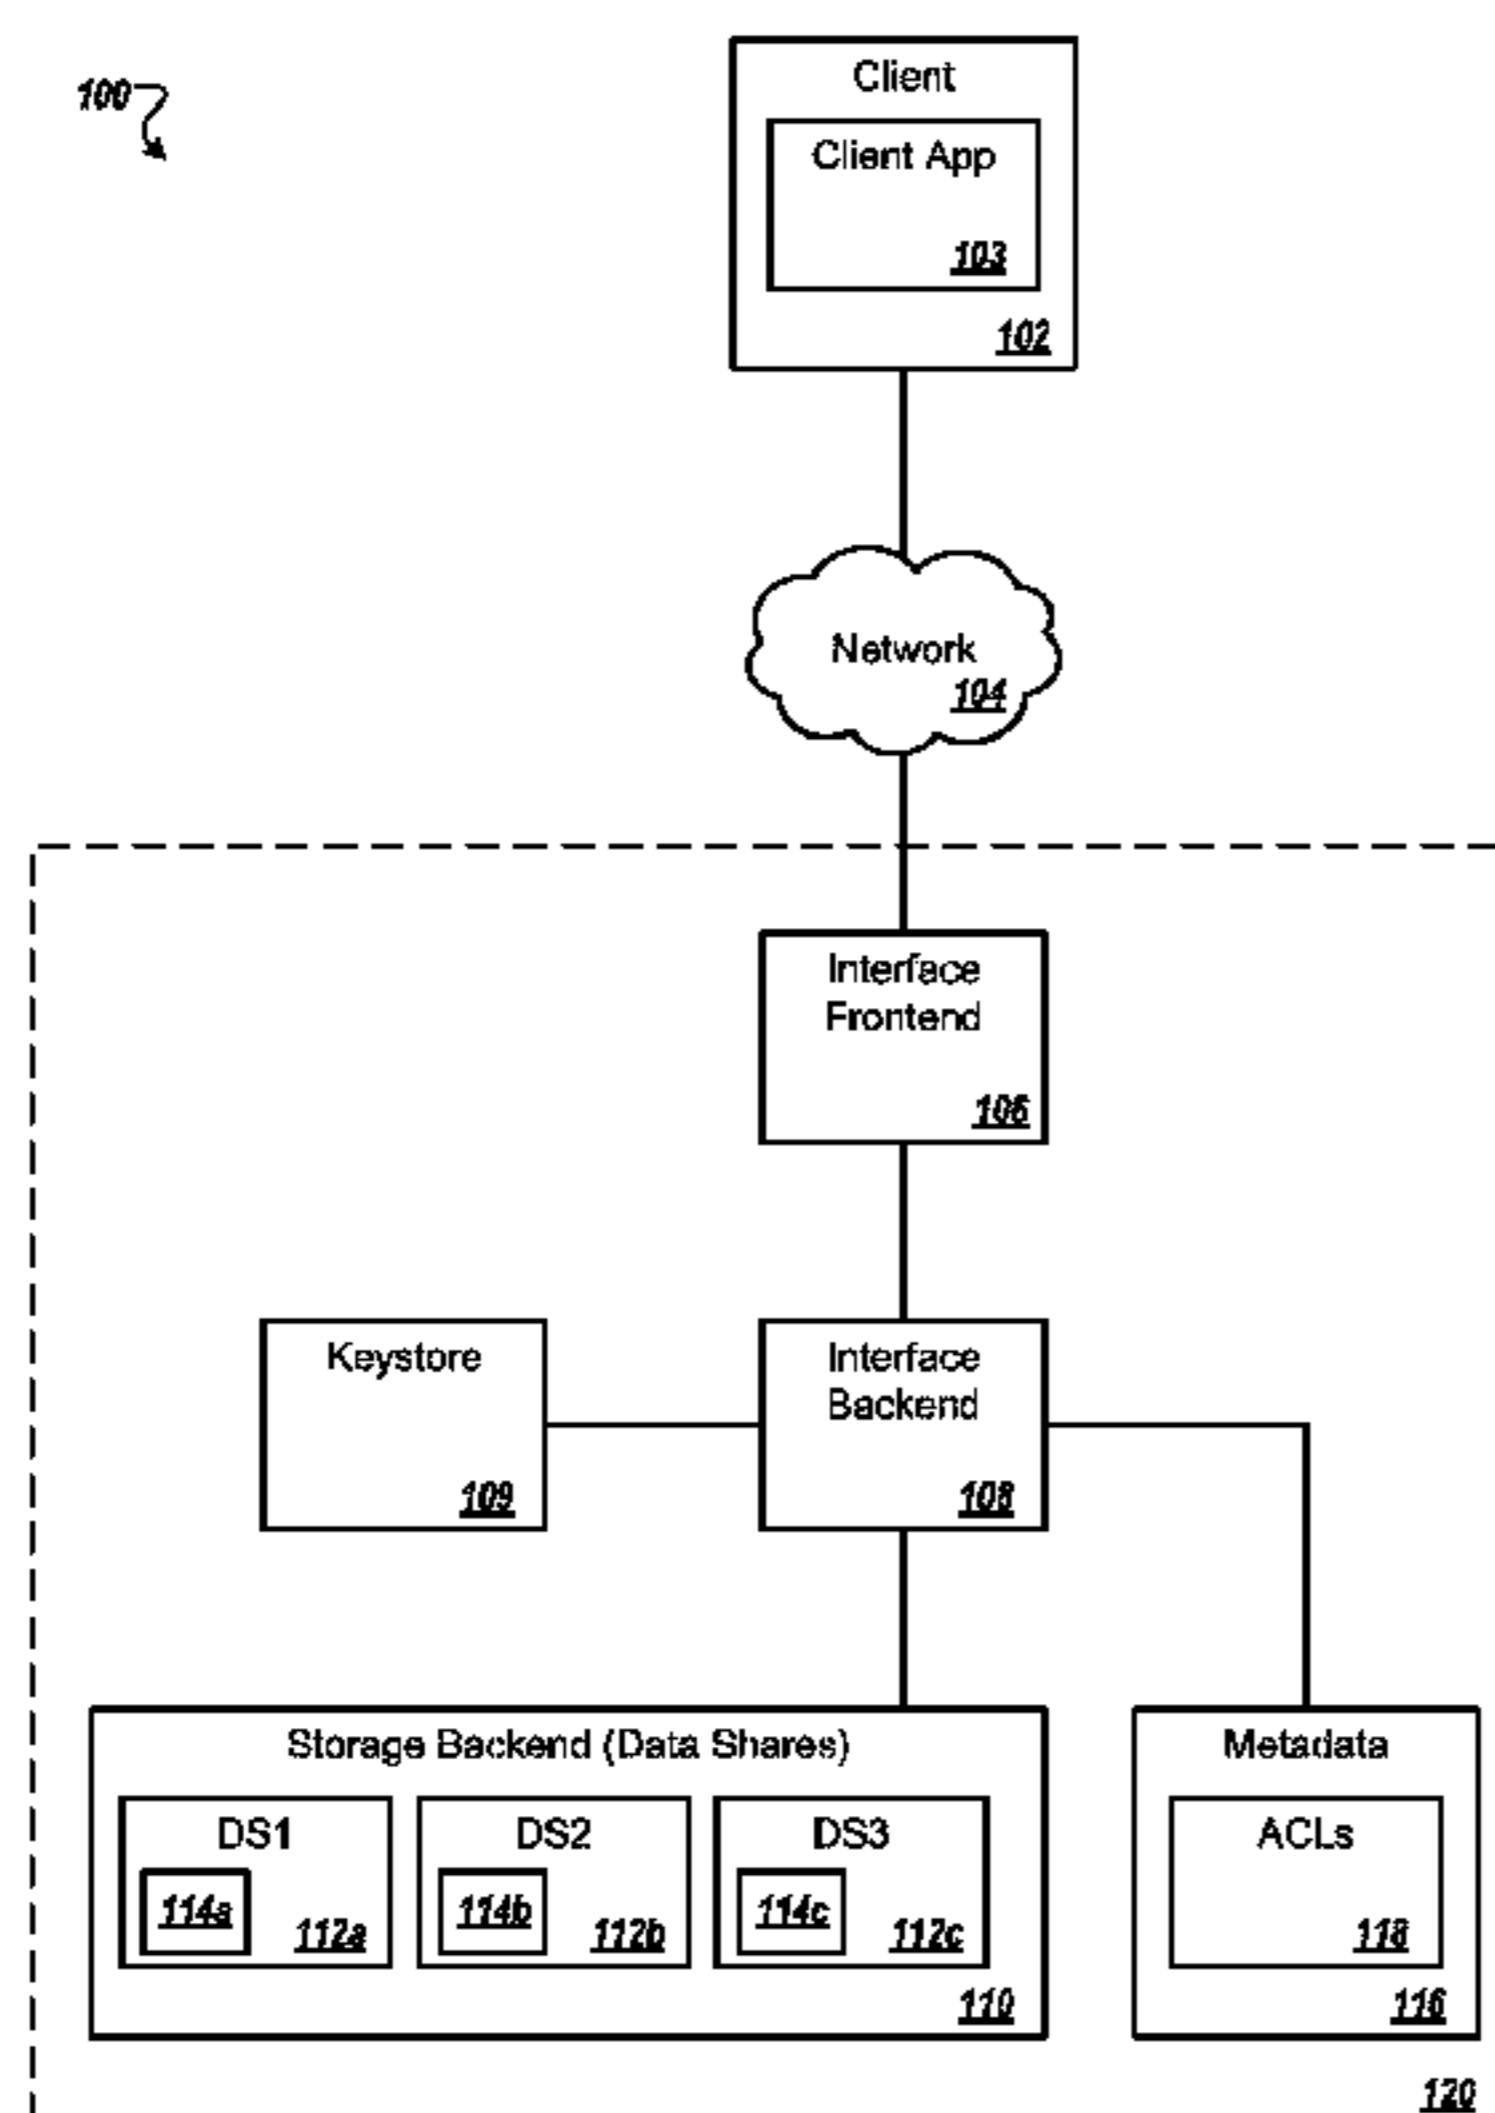 100
Client
Client App
103
102
Network
104
Interface
Frontend
106
Keystore
109
Interface
Backend
108
Storage Backend (Data Shares)
DS1
114a
112a
DS2
114b
112b
DS3
114c
112c
110
Metadata
ACLs
118
116
120